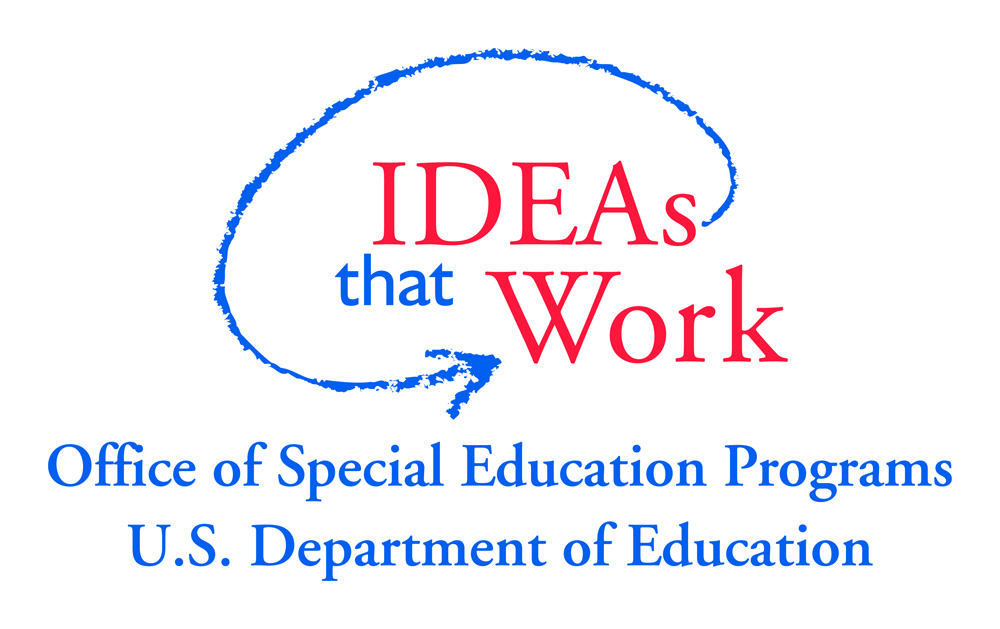 IDEAs
that Work
Office of Special Education Programs
U.S. Department of Education